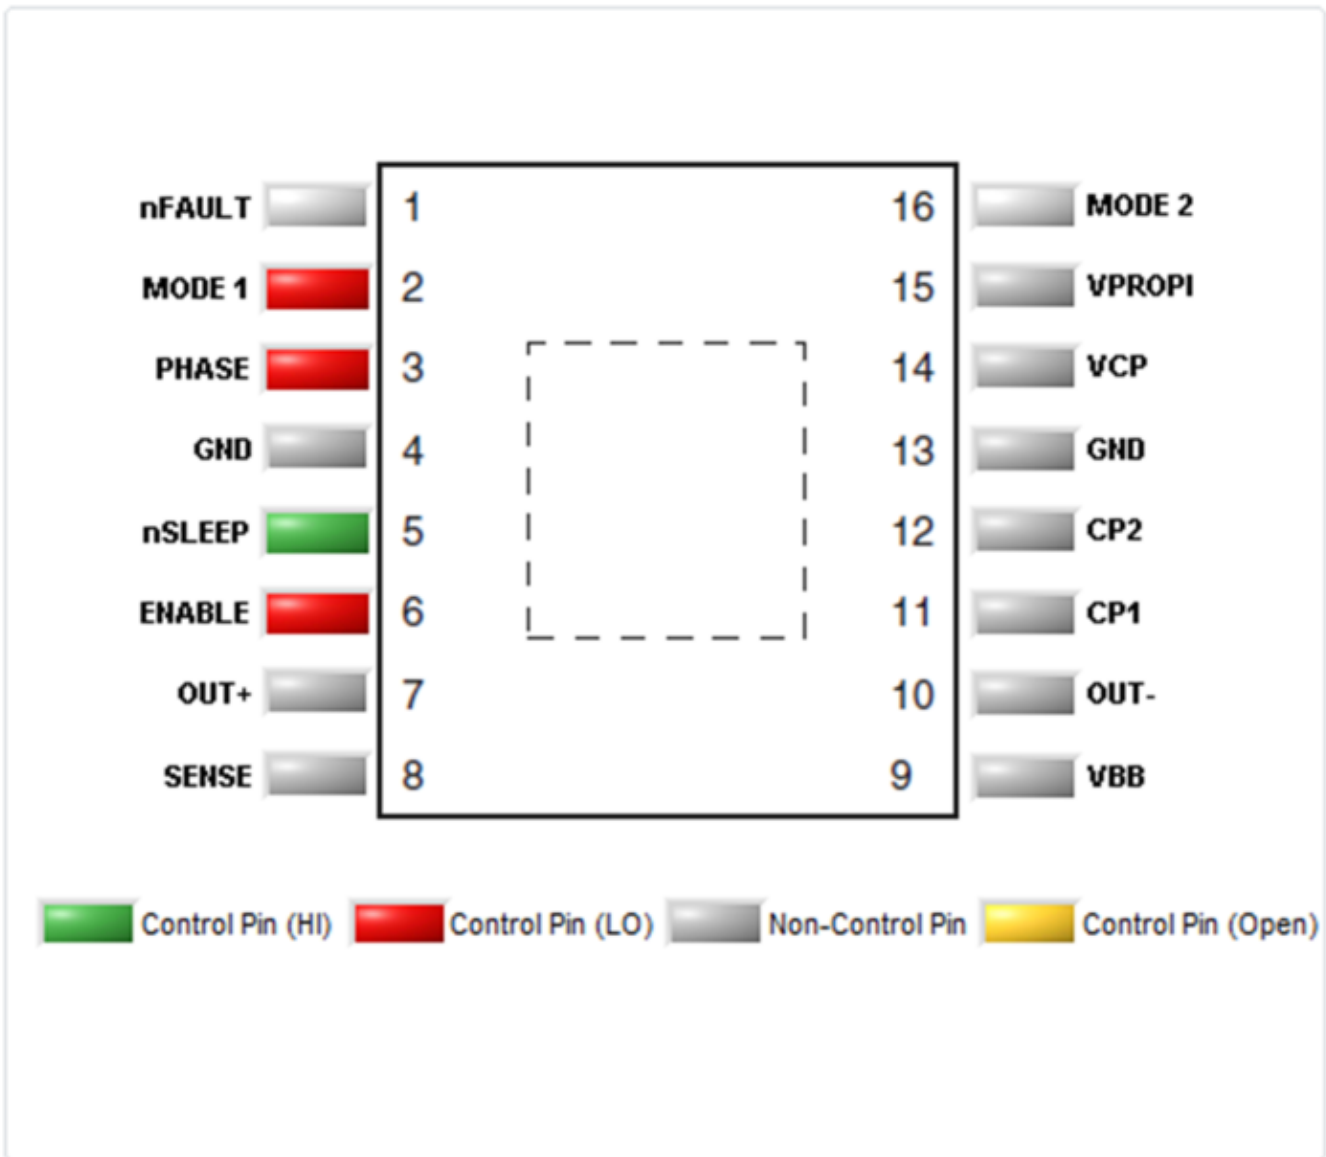 nFAULT 1 16 MODE 2
MODE 1 2 15 VPROPI
PHASE 3 14 VCP
GND 4 13 GND
nSLEEP 5 12 CP2
ENABLE 6 11 CP1
OUT+ 7 10 OUT-
SENSE 8 9 VBB
Control Pin (HI) Control Pin (LO) Non-Control Pin Control Pin (Open)